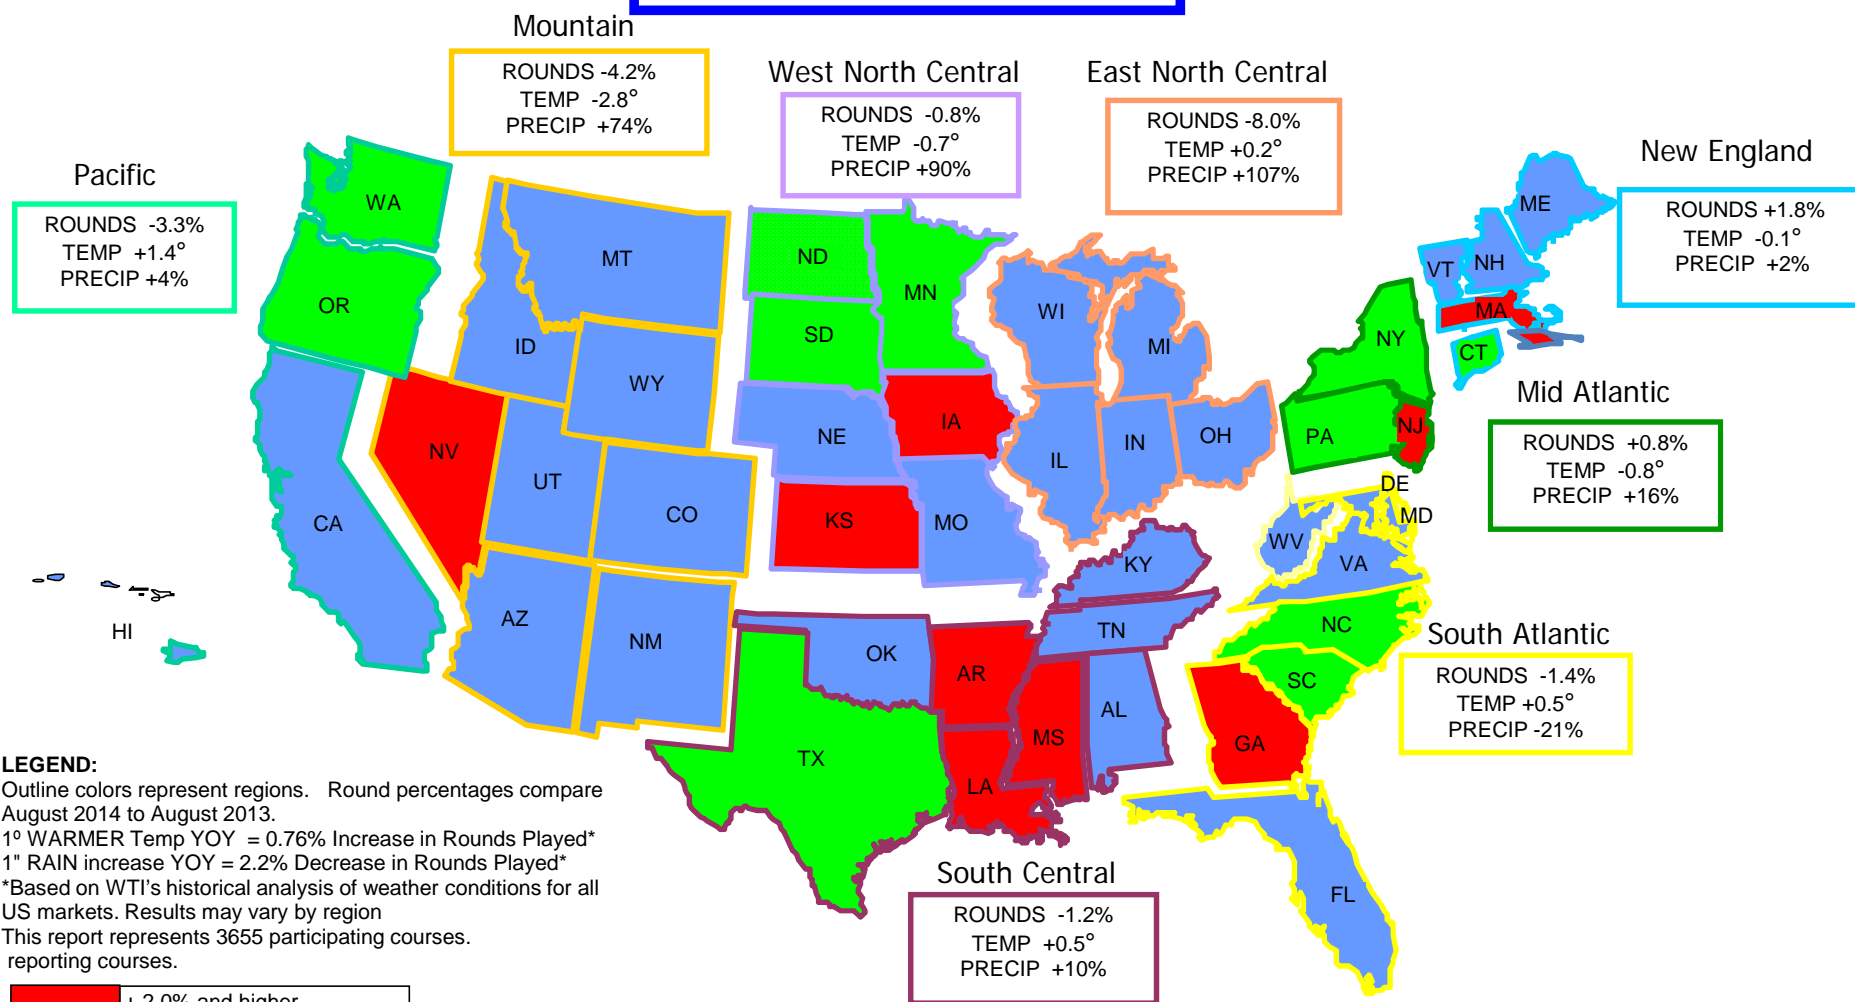 Mountain
ROUNDS -4.2%
TEMP -2.8°
PRECIP +74%
West North Central
ROUNDS -0.8%
TEMP -0.7°
PRECIP +90%
East North Central
ROUNDS -8.0%
TEMP +0.2°
PRECIP +107%
New England
ROUNDS +1.8%
TEMP -0.1°
PRECIP +2%
Pacific
ROUNDS -3.3%
TEMP +1.4°
PRECIP +4%
Mid Atlantic
ROUNDS +0.8%
TEMP -0.8°
PRECIP +16%
South Atlantic
ROUNDS -1.4%
TEMP +0.5°
PRECIP -21%
South Central
ROUNDS -1.2%
TEMP +0.5°
PRECIP +10%
WA
OR
CA
HI
MT
ID
WY
NV
UT
CO
AZ
NM
ND
SD
MN
NE
IA
KS
MO
WI
MI
IL
IN
OH
ME
VT
NH
MA
CT
NY
PA
NJ
DE
MD
WV
VA
NC
SC
GA
FL
KY
TN
OK
AR
TX
LA
MS
AL
LEGEND:
Outline colors represent regions. Round percentages compare
August 2014 to August 2013.
1º WARMER Temp YOY = 0.76% Increase in Rounds Played*
1" RAIN increase YOY = 2.2% Decrease in Rounds Played*
*Based on WTI's historical analysis of weather conditions for all
US markets. Results may vary by region
This report represents 3655 participating courses.
reporting courses.
+ 2.0% and higher